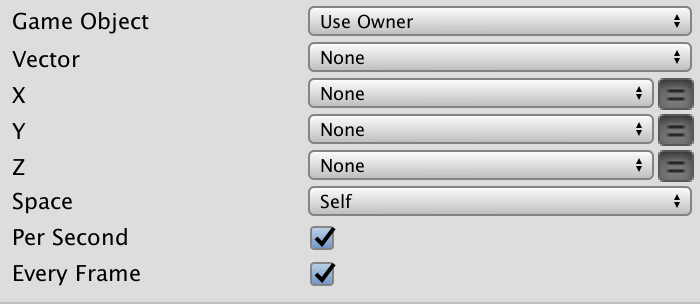 Game Object Use Owner
Vector None
X None
Y None
Z None
Space Self
Per Second
Every Frame